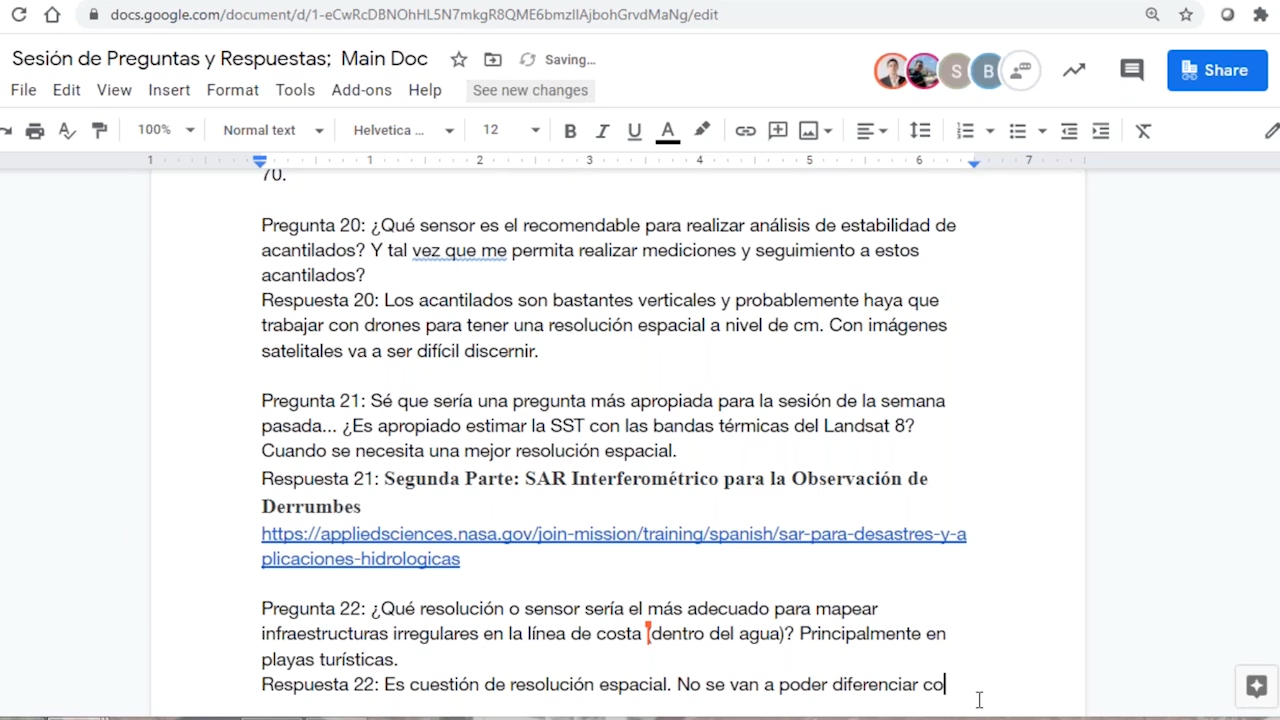 docs.google.com/document/d/1-eCwRcDBNOhHL5N7mkgR8QME6bmzlIAjbohGrvdMaNg/edit
Sesión de Preguntas y Respuestas; Main Doc
Saving...
File Edit View Insert Format Tools Add-ons Help See new changes
S B
Share
100% Normal text Helvetica ... 12 B I U A
1 1 2 3 4 5 6 7
70.
Pregunta 20: ¿Qué sensor es el recomendable para realizar análisis de estabilidad de
acantilados? Y tal vez que me permita realizar mediciones y seguimiento a estos
acantilados?
Respuesta 20: Los acantilados son bastantes verticales y probablemente haya que
trabajar con drones para tener una resolución espacial a nivel de cm. Con imágenes
satelitales va a ser difícil discernir.
Pregunta 21: Sé que sería una pregunta más apropiada para la sesión de la semana
pasada... ¿Es apropiado estimar la SST con las bandas térmicas del Landsat 8?
Cuando se necesita una mejor resolución espacial.
Respuesta 21: Segunda Parte: SAR Interferométrico para la Observación de
Derrumbes
https://appliedsciences.nasa.gov/join-mission/training/spanish/sar-para-desastres-y-a
plicaciones-hidrologicas
Pregunta 22: ¿Qué resolución o sensor sería el más adecuado para mapear
infraestructuras irregulares en la línea de costa (dentro del agua)? Principalmente en
playas turísticas.
Respuesta 22: Es cuestión de resolución espacial. No se van a poder diferenciar co